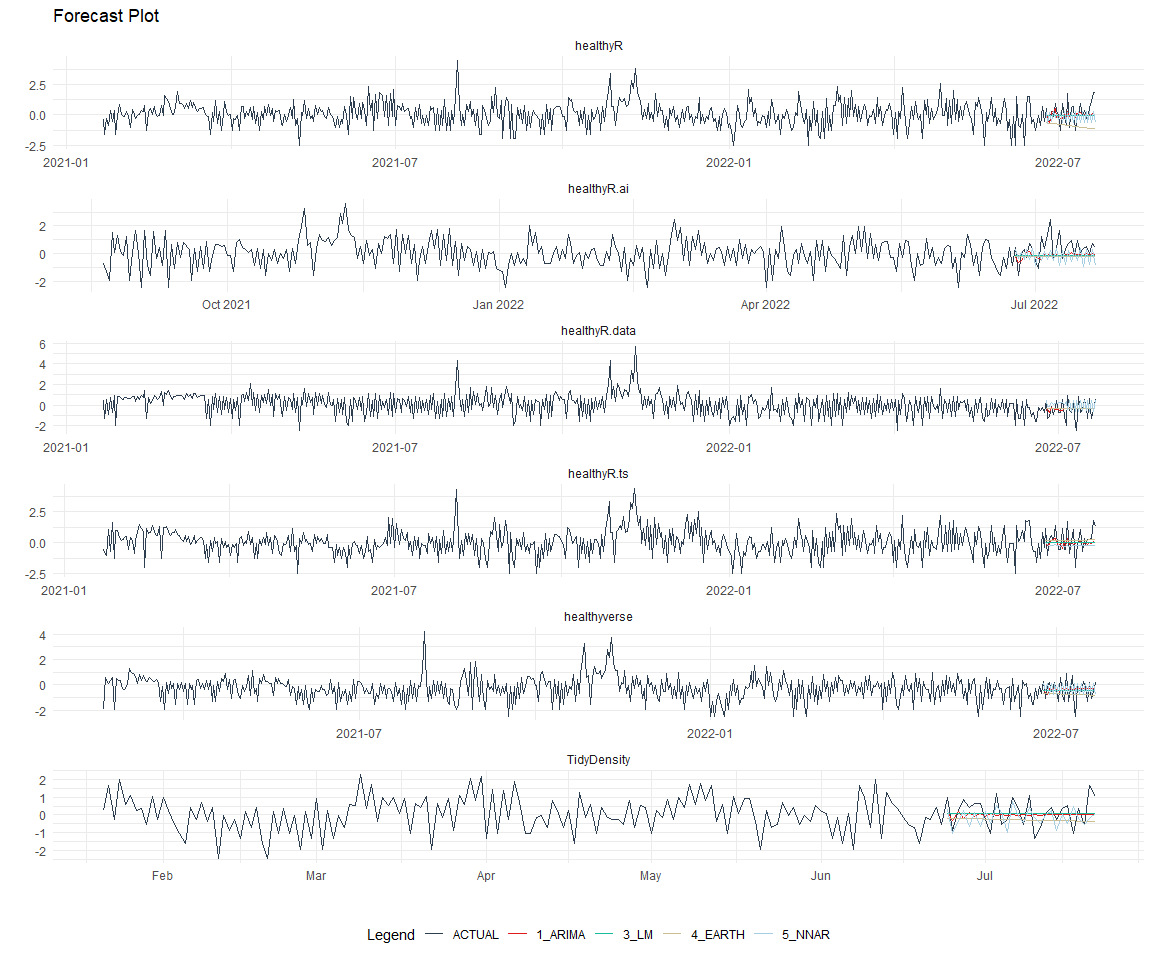 Forecast Plot
healthyR
2.5
0.0
-2.5
2021-01 2021-07 2022-01 2022-07
healthyR.ai
2
0
-2
Oct 2021 Jan 2022 Apr 2022 Jul 2022
healthyR.data
6
4
2
0
-2
2021-01 2021-07 2022-01 2022-07
healthyR.ts
2.5
0.0
-2.5
2021-01 2021-07 2022-01 2022-07
healthyverse
4
2
0
-2
2021-07 2022-01 2022-07
TidyDensity
2
1
0
-1
-2
Feb Mar Apr May Jun Jul
Legend ACTUAL 1_ARIMA 3_LM 4_EARTH 5_NNAR